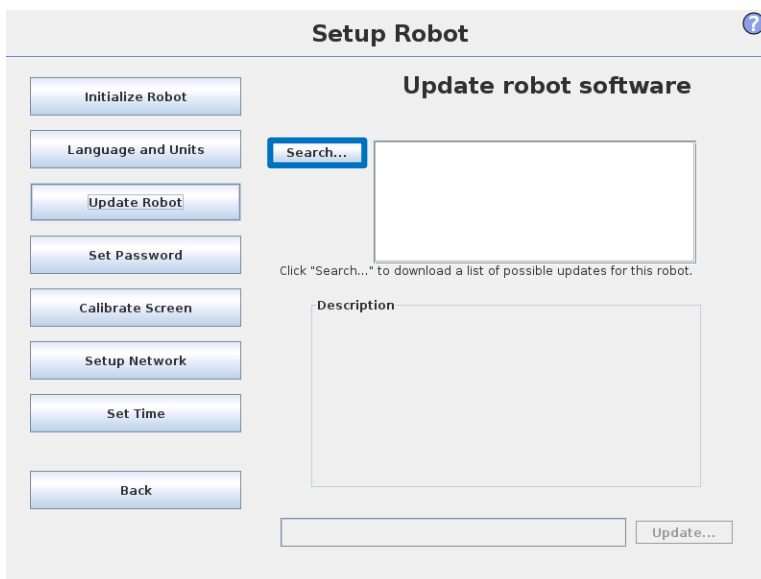 Setup Robot
?
Initialize Robot
Language and Units
Update Robot
Set Password
Calibrate Screen
Setup Network
Set Time
Back
Update robot software
Search...
Click "Search..." to download a list of possible updates for this robot.
Description
Update...